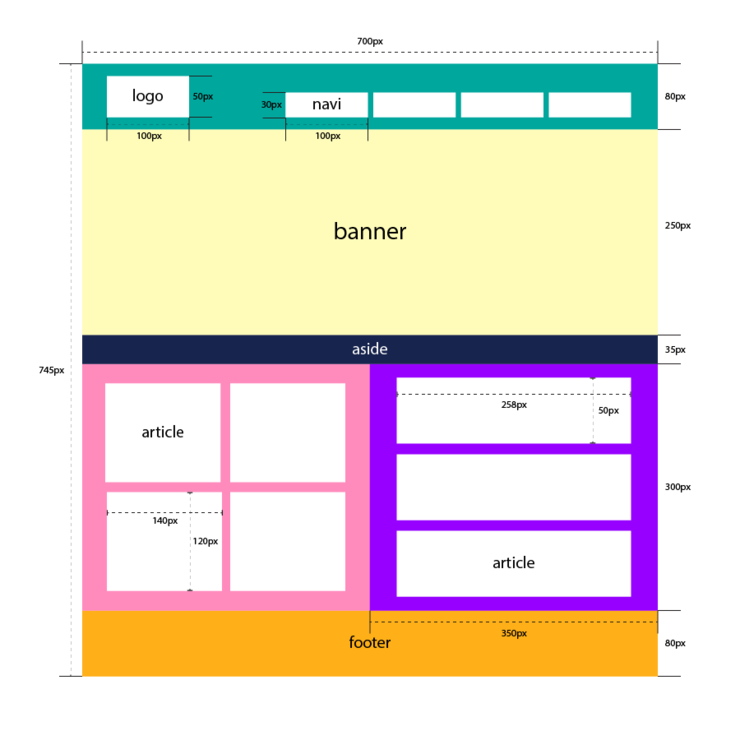 700px
logo
50px
30px
navi
80px
100px
100px
banner
250px
aside
35px
745px
258px
50px
article
300px
140px
120px
article
350px
footer
80px